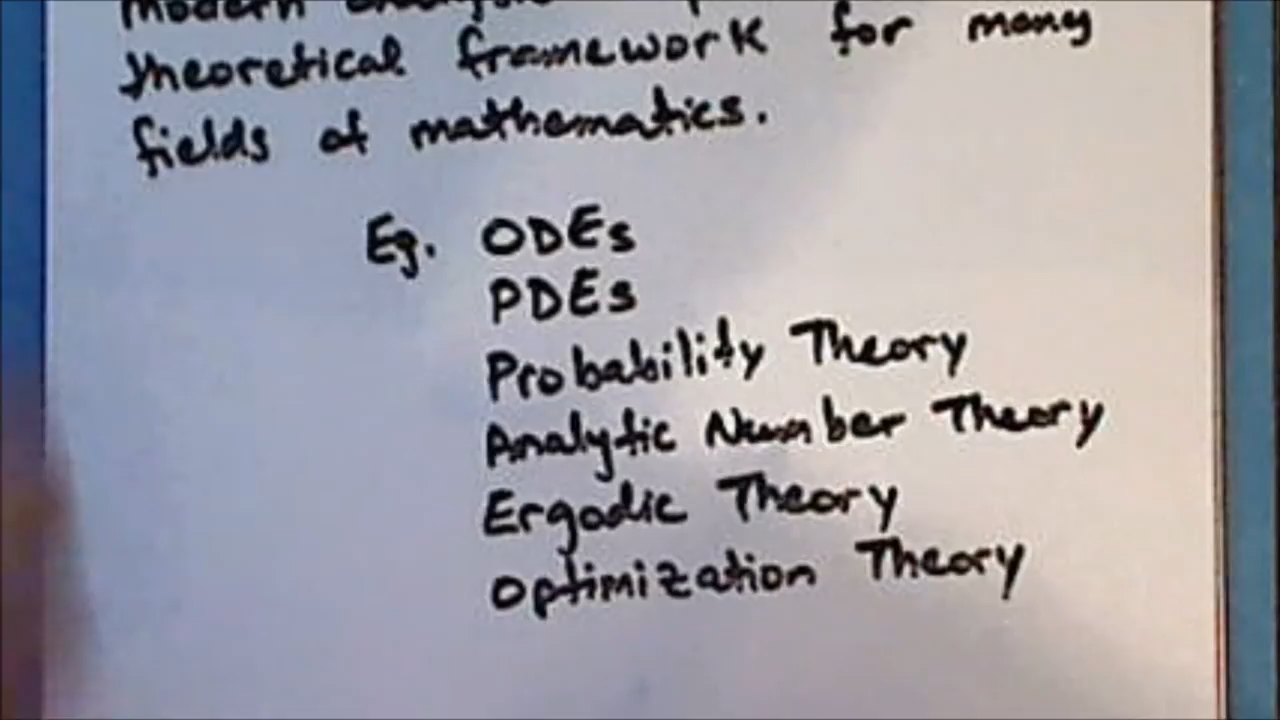 modern
theoretical framework for many
fields of mathematics.
Eg. ODEs
PDEs
Probability Theory
Analytic Number Theory
Ergodic Theory
Optimization Theory